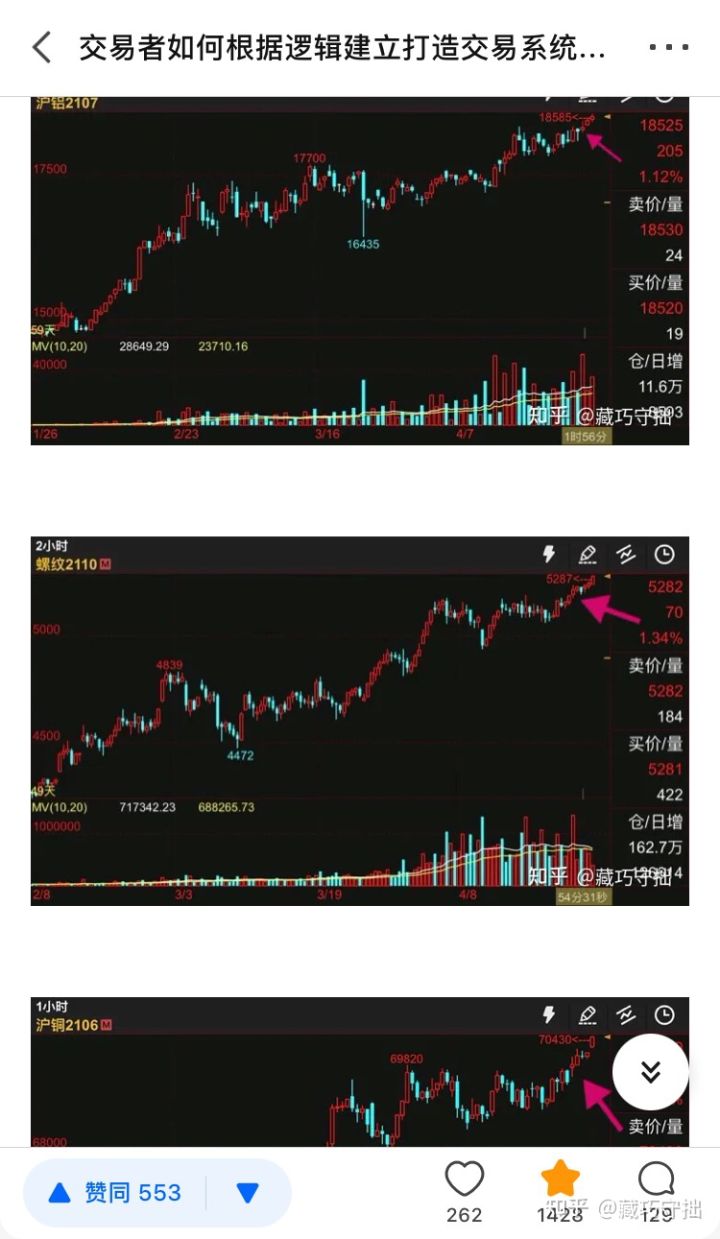 交易者如何根据逻辑建立打造交易系统...
沪铝2107
18585
18525
205
17700
17500
1.12%
卖价/量
18530
16435
24
买价/量
18520
15000
59天
19
MV(10,20) 28649.29 23710.16
仓/日增
40000
11.6万
知乎 @藏巧守拙
1/26 2/23 3/16 4/7 1时56分
2小时
螺纹2110 M
5287
5282
70
5000
1.34%
4839
卖价/量
5282
184
4500
4472
买价/量
5281
49天
422
MV(10,20) 717342.23 688265.73
仓/日增
1000000
162.7万
知乎 @藏巧守拙
2/8 3/3 3/19 4/8 54分31秒
1小时
沪铜2106 M
70430
69820
卖价/量
68000
赞同 553
262 1423 129
知乎 @藏巧守拙